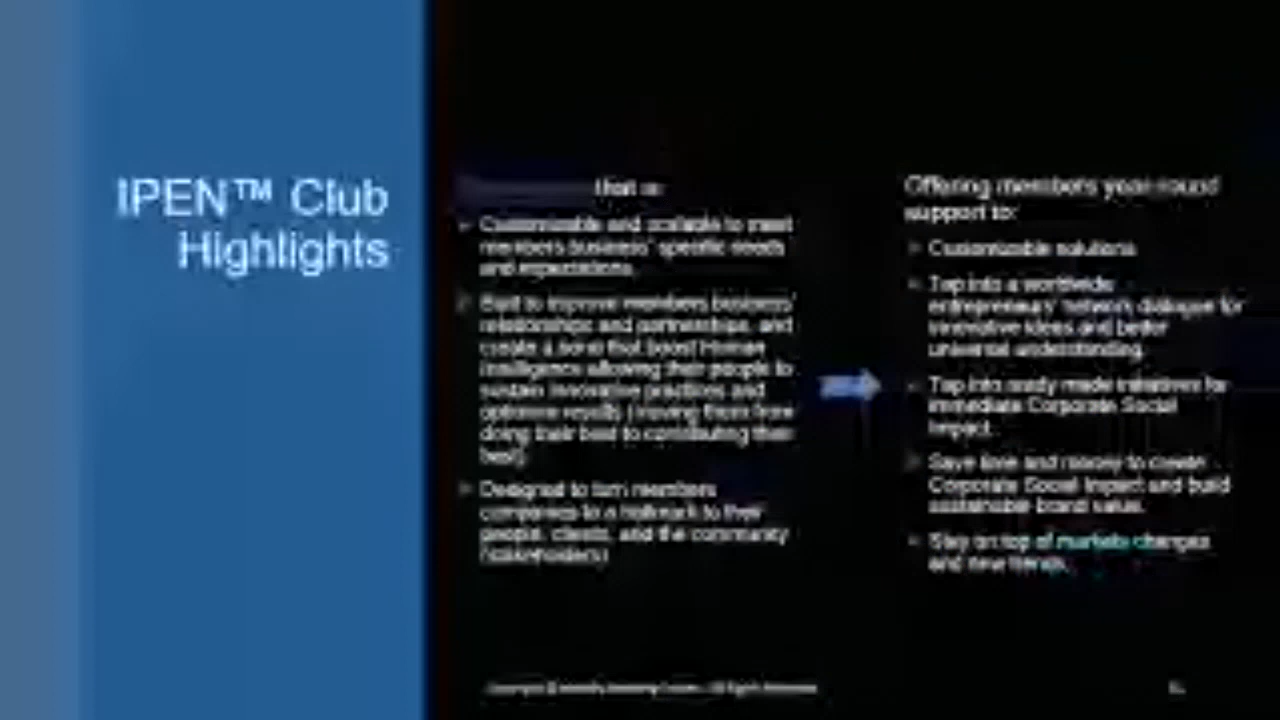 IPEN™ Club
Highlights
that is:
Customizable and scalable to meet
members business' specific needs
and expectations.
Built to improve members business'
relationships and partnerships, and
create a bond that boost Human
Intelligence allowing their people to
sustain innovative practices and
optimize results (moving them from
doing their best to contributing their
best).
Designed to turn members
companies to a hallmark to their
people, clients, and the community
(stakeholders)
Offering members year-round
support to:
Customizable solutions.
Tap into a worldwide
entrepreneurs' network dialogue for
innovative ideas and better
universal understanding.
Tap into ready made initiatives for
immediate Corporate Social
Impact.
Save time and money to create
Corporate Social Impact and build
sustainable brand value.
Stay on top of markets changes
and new trends.